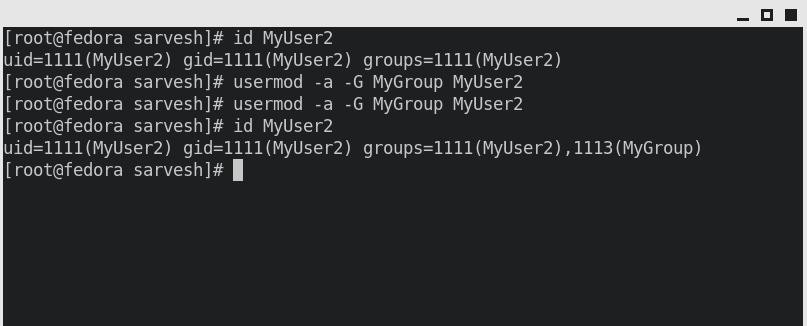 [root@fedora sarvesh]# id MyUser2
uid=1111(MyUser2) gid=1111(MyUser2) groups=1111(MyUser2)
[root@fedora sarvesh]# usermod -a -G MyGroup MyUser2
[root@fedora sarvesh]# usermod -a -G MyGroup MyUser2
[root@fedora sarvesh]# id MyUser2
uid=1111(MyUser2) gid=1111(MyUser2) groups=1111(MyUser2),1113(MyGroup)
[root@fedora sarvesh]#